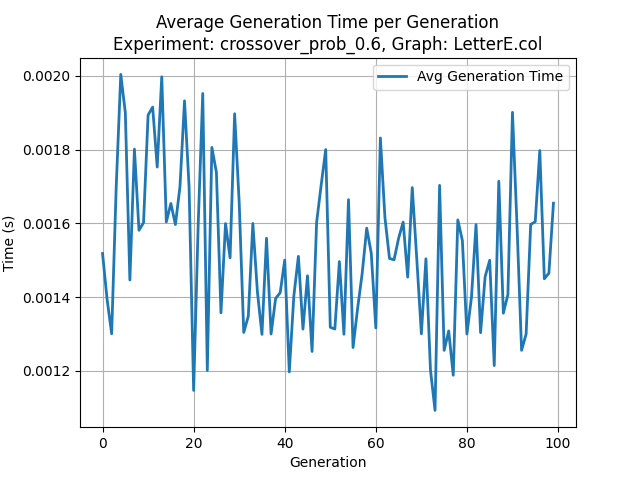 Average Generation Time per Generation
Experiment: crossover_prob_0.6, Graph: LetterE.col
Avg Generation Time
0.0020
0.0018
0.0016
0.0014
0.0012
Time (s)
0 20 40 60 80 100
Generation